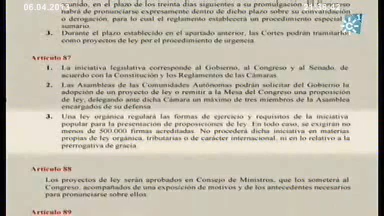 06.04.20
unido, en el plazo de los treinta días siguientes a su promulgación.
habrá de pronunciarse expresamente dentro de dicho plazo sobre su convalidación
o derogación, para lo cual el reglamento establecerá un procedimiento especial y
sumario.
3. Durante el plazo establecido en el apartado anterior, las Cortes podrán tramitarlos
como proyectos de ley por el procedimiento de urgencia.
Artículo 87
1. La iniciativa legislativa corresponde al Gobierno, al Congreso y al Senado, de
acuerdo con la Constitución y los Reglamentos de las Cámaras.
2. Las Asambleas de las Comunidades Autónomas podrán solicitar del Gobierno la
adopción de un proyecto de ley o remitir a la Mesa del Congreso una proposición
de ley, delegando ante dicha Cámara un máximo de tres miembros de la Asamblea
encargados de su defensa
3. Una ley orgánica regulará las formas de ejercicio y requisitos de la iniciativa
popular para la presentación de proposiciones de ley. En todo caso, se exigirán no
menos de 500.000 firmas acreditadas. No procederá dicha iniciativa en materias
propias de ley orgánica, tributarias o de carácter internacional, ni en lo relativo a la
prerrogativa de gracia.
Artículo 88
Los proyectos de ley serán aprobados en Consejo de Ministros, que los someterá al
Congreso, acompañados de una exposición de motivos y de los antecedentes necesarios
para pronunciarse sobre ellos.
Artículo 89